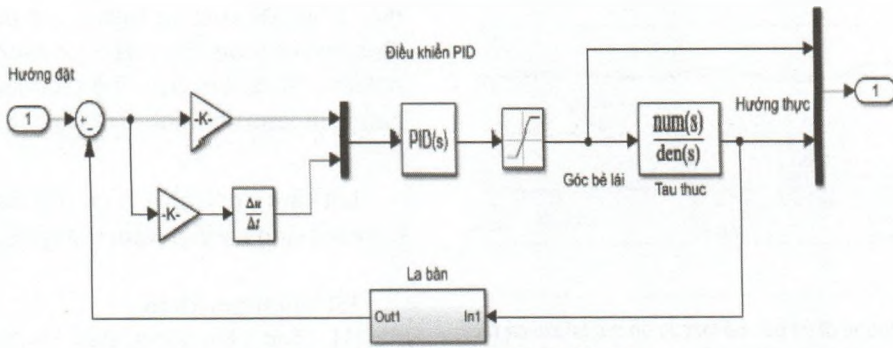 Điều khiển PID
Hướng đặt
1
+
-
-K-
PID(s)
num(s)
den(s)
Hướng thực
1
Góc bẻ lái
Tau thuc
-K-
Δu
Δt
La bàn
Out1
In1